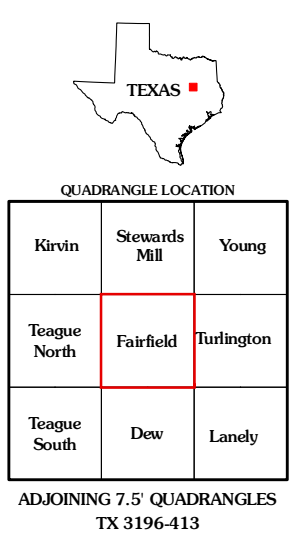 TEXAS
QUADRANGLE LOCATION
Kirvin
Stewards
Mill
Young
Teague
North
Fairfield
Turlington
Teague
South
Dew
Lanely
ADJOINING 7.5' QUADRANGLES
TX 3196-413